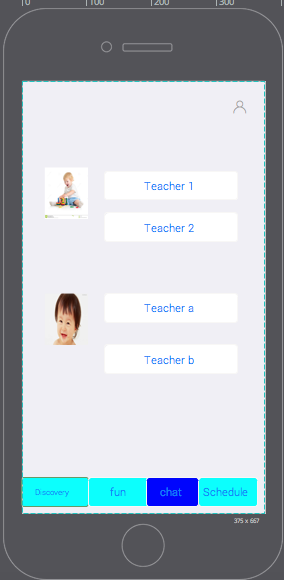 0 100 200 300
Teacher 1
Teacher 2
Teacher a
Teacher b
Discovery fun chat Schedule
375 x 667